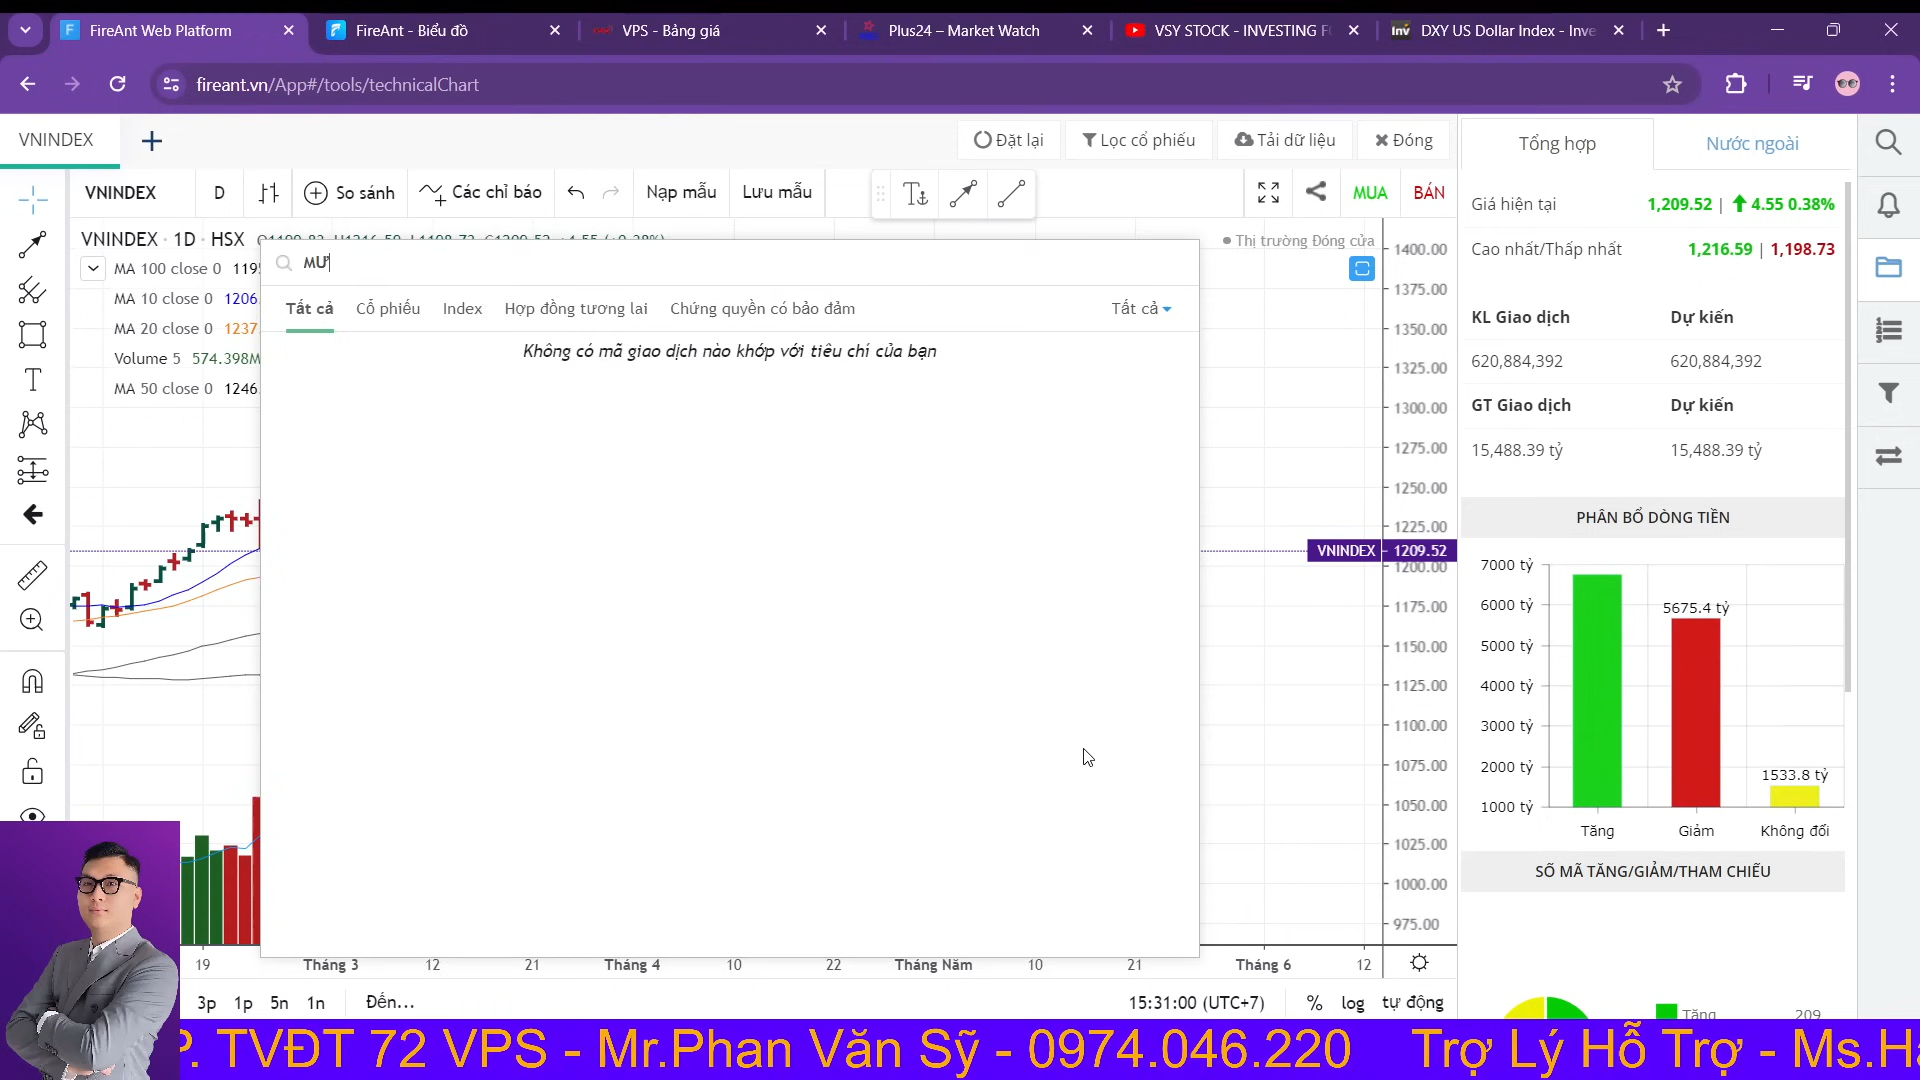 FireAnt Web Platform
FireAnt - Biểu đồ
VPS - Bảng giá
Plus24 – Market Watch
VSY STOCK - INVESTING F
DXY US Dollar Index - Inve
fireant.vn/App#/tools/technicalChart
VNINDEX
Đặt lại
Lọc cổ phiếu
Tải dữ liệu
Đóng
Tổng hợp
Nước ngoài
VNINDEX
D
So sánh
Các chỉ báo
Nạp mẫu
Lưu mẫu
MUA
BÁN
Giá hiện tại
1,209.52 | 4.55 0.38%
VNINDEX · 1D · HSX
Thị trường Đóng cửa
Cao nhất/Thấp nhất
1,216.59 | 1,198.73
MA 100 close 0
MA 10 close 0 1206.
MA 20 close 0 1237
Volume 5 574.398M
MA 50 close 0 1246.
MƯ
Tất cả
Cổ phiếu
Index
Hợp đồng tương lai
Chứng quyền có bảo đảm
Tất cả
Không có mã giao dịch nào khớp với tiêu chí của bạn
1400.00
1375.00
1350.00
1325.00
1300.00
1275.00
1250.00
1225.00
VNINDEX
1209.52
1200.00
1175.00
1150.00
1125.00
1100.00
1075.00
1050.00
1025.00
1000.00
975.00
KL Giao dịch
Dự kiến
620,884,392
620,884,392
GT Giao dịch
Dự kiến
15,488.39 tỷ
15,488.39 tỷ
PHÂN BỔ DÒNG TIỀN
7000 tỷ
6000 tỷ
5000 tỷ
4000 tỷ
3000 tỷ
2000 tỷ
1000 tỷ
5675.4 tỷ
1533.8 tỷ
Tăng
Giảm
Không đổi
SỐ MÃ TĂNG/GIẢM/THAM CHIẾU
Tăng
209
19
Tháng 3
12
21
Tháng 4
10
22
Tháng Năm
10
21
Tháng 6
12
3p
1p
5n
1n
Đến...
15:31:00 (UTC+7)
%
log
tự động
P. TVĐT 72 VPS - Mr.Phan Văn Sỹ - 0974.046.220
Trợ Lý Hỗ Trợ - Ms.Ha